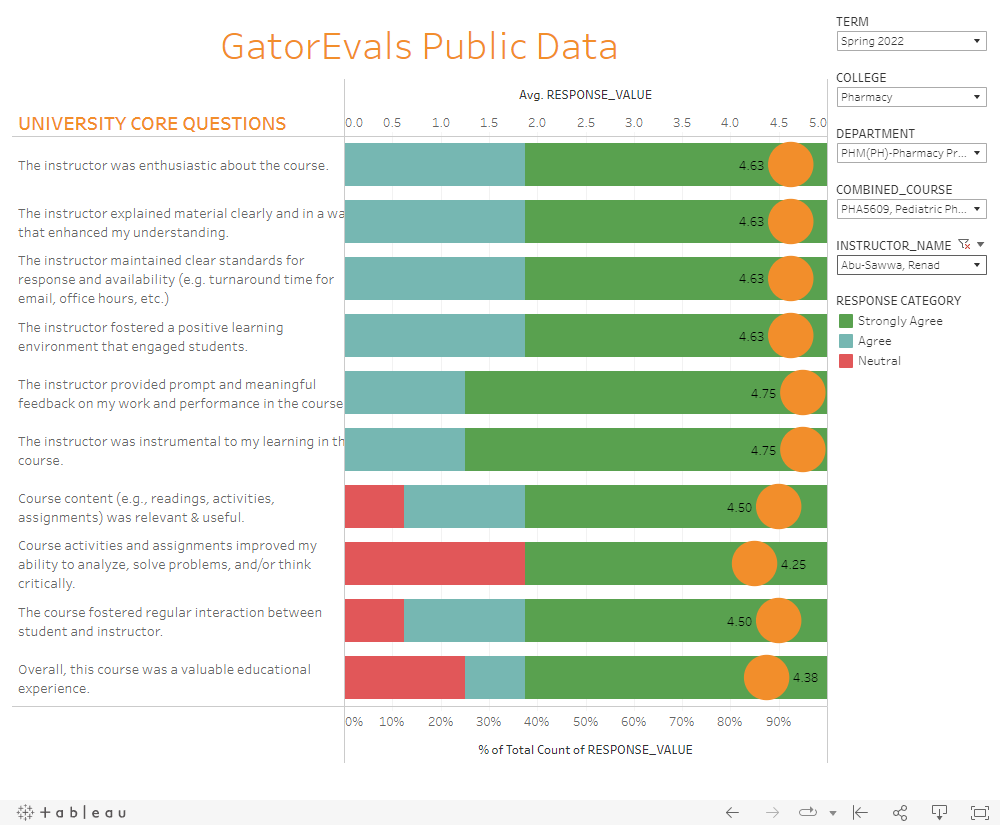 GatorEvals Public Data
Avg. RESPONSE_VALUE
UNIVERSITY CORE QUESTIONS
0.0 0.5 1.0 1.5 2.0 2.5 3.0 3.5 4.0 4.5 5.0
The instructor was enthusiastic about the course.
4.63
The instructor explained material clearly and in a wa
that enhanced my understanding.
4.63
The instructor maintained clear standards for
response and availability (e.g. turnaround time for
email, office hours, etc.)
4.63
The instructor fostered a positive learning
environment that engaged students.
4.63
The instructor provided prompt and meaningful
feedback on my work and performance in the course
4.75
The instructor was instrumental to my learning in th
course.
4.75
Course content (e.g., readings, activities,
assignments) was relevant & useful.
4.50
Course activities and assignments improved my
ability to analyze, solve problems, and/or think
critically.
4.25
The course fostered regular interaction between
student and instructor.
4.50
Overall, this course was a valuable educational
experience.
4.38
0% 10% 20% 30% 40% 50% 60% 70% 80% 90%
% of Total Count of RESPONSE_VALUE
TERM
Spring 2022
COLLEGE
Pharmacy
DEPARTMENT
PHM(PH)-Pharmacy Pr...
COMBINED_COURSE
PHA5609, Pediatric Ph...
INSTRUCTOR_NAME
Abu-Sawwa, Renad
RESPONSE CATEGORY
Strongly Agree
Agree
Neutral
+ a b | e a u